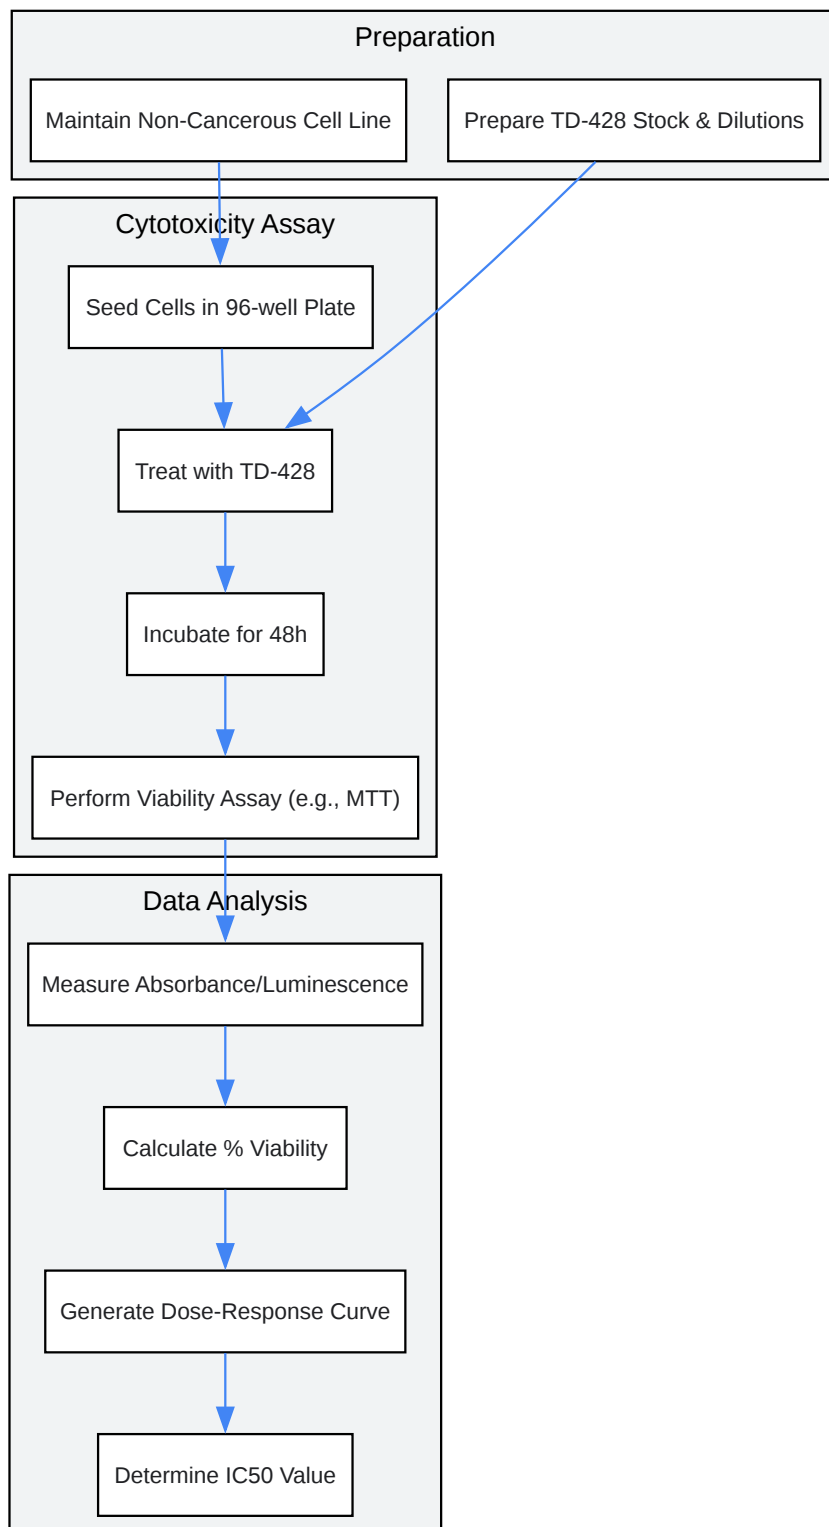 Preparation
Maintain Non-Cancerous Cell Line
Prepare TD-428 Stock & Dilutions
Cytotoxicity Assay
Seed Cells in 96-well Plate
Treat with TD-428
Incubate for 48h
Perform Viability Assay (e.g., MTT)
Data Analysis
Measure Absorbance/Luminescence
Calculate % Viability
Generate Dose-Response Curve
Determine IC50 Value